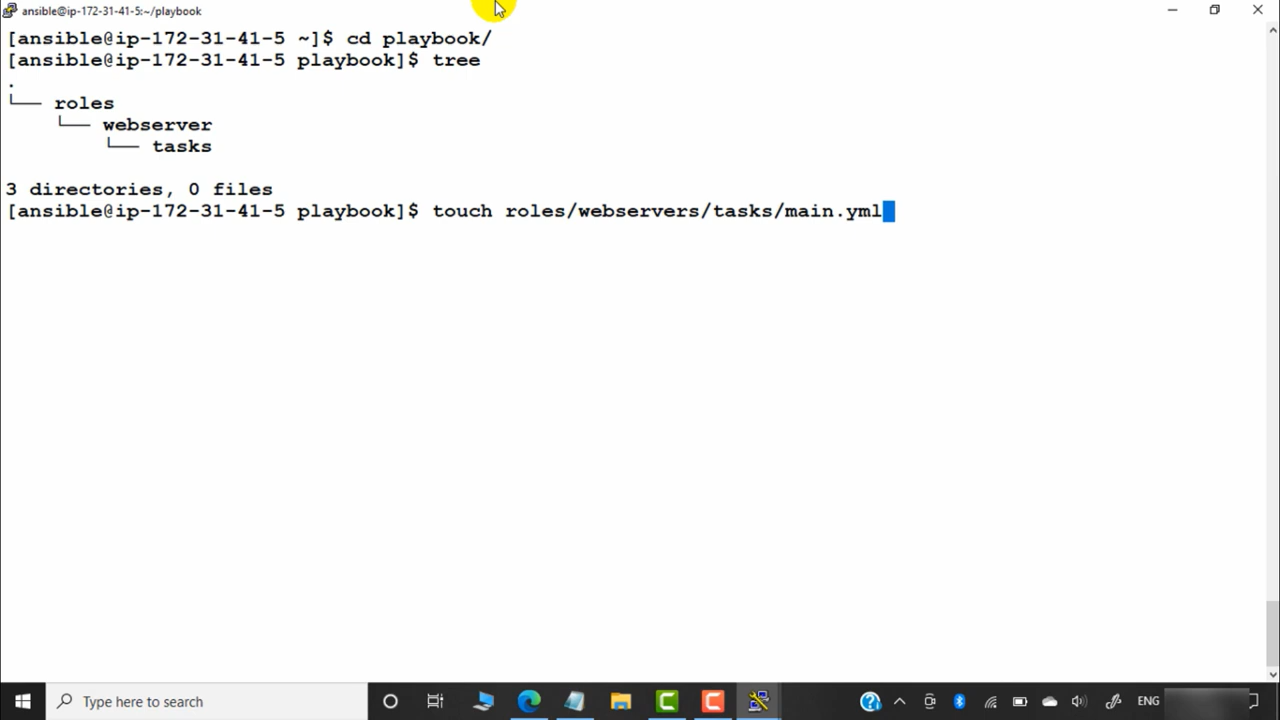 ansible@ip-172-31-41-5:~/playbook
[ansible@ip-172-31-41-5 ~]$ cd playbook/
[ansible@ip-172-31-41-5 playbook]$ tree
.
└── roles
    └── webserver
        └── tasks
3 directories, 0 files
[ansible@ip-172-31-41-5 playbook]$ touch roles/webservers/tasks/main.yml
Type here to search
ENG